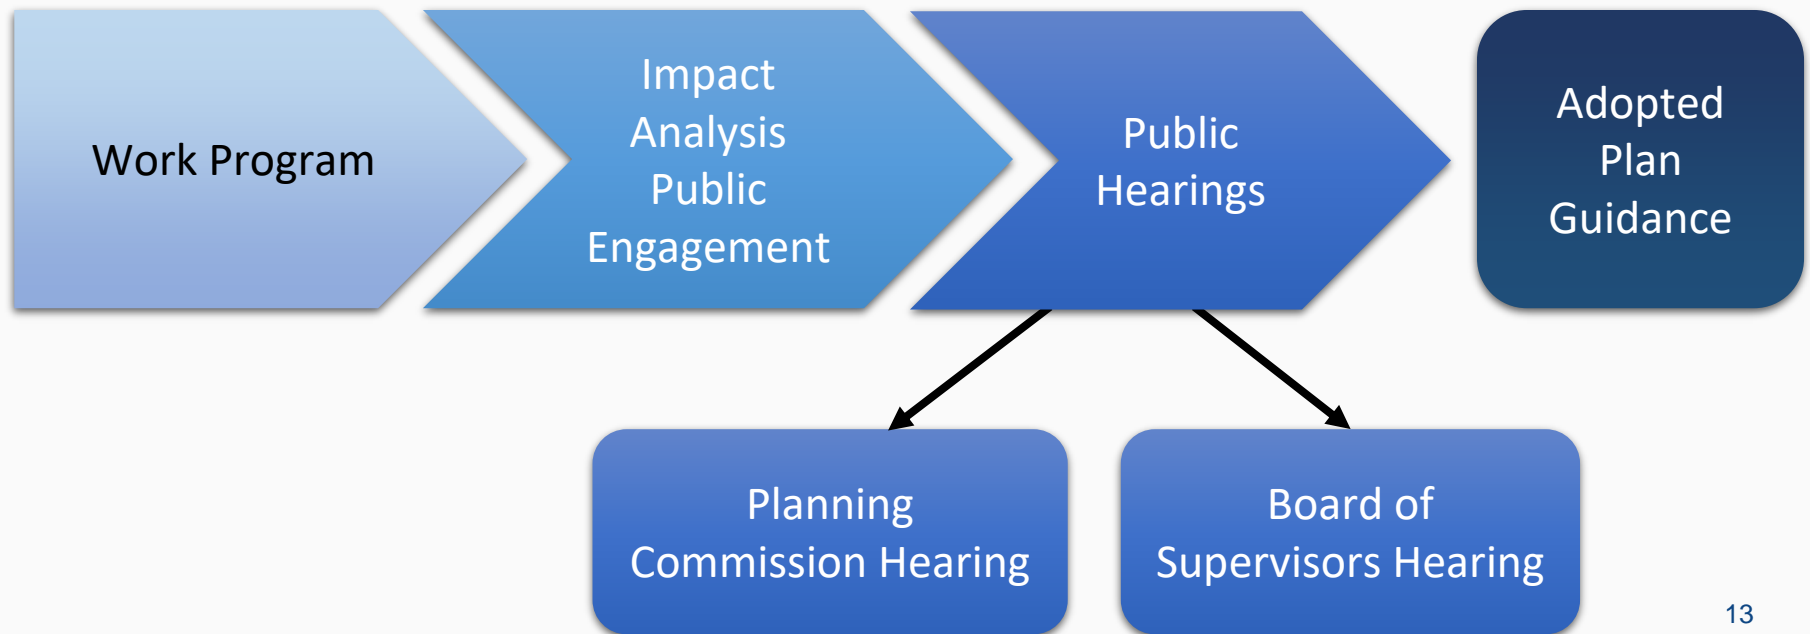 Work Program
Impact
Analysis
Public
Engagement
Public
Hearings
Adopted
Plan
Guidance
Planning
Commission Hearing
Board of
Supervisors Hearing
13